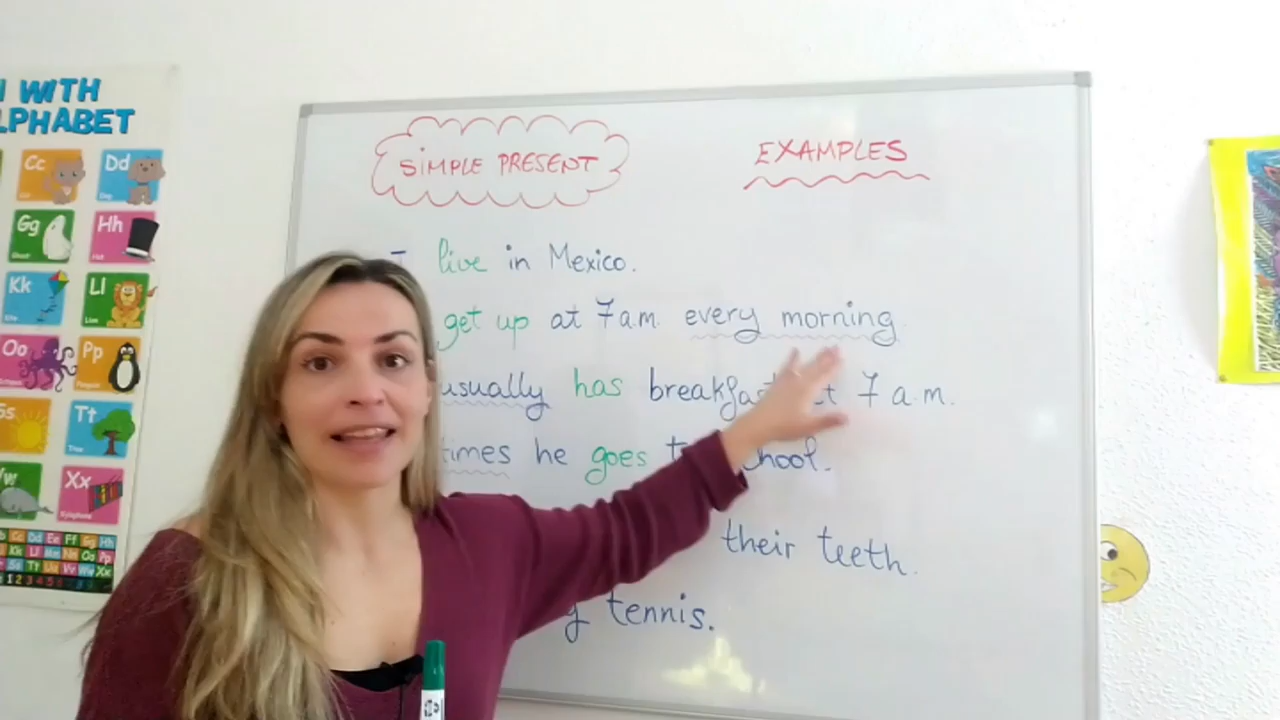 WITH
ALPHABET
Cc
Dd
Gg
Hh
Kk
Ll
Oo
Pp
Tt
Xx
SIMPLE PRESENT
EXAMPLES
I live in Mexico.
get up at 7 a.m. every morning.
usually has breakfast at 7 a.m.
times he goes to school.
their teeth.
tennis.